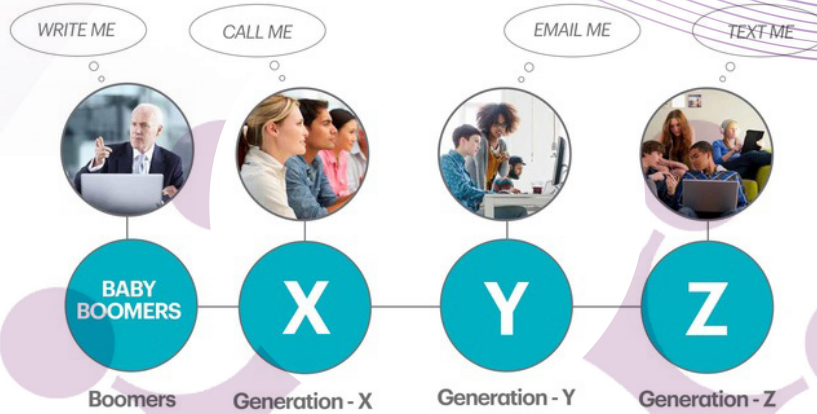 WRITE ME
CALL ME
EMAIL ME
TEXT ME
BABY
BOOMERS
X
Y
Z
Boomers
Generation - X
Generation - Y
Generation - Z